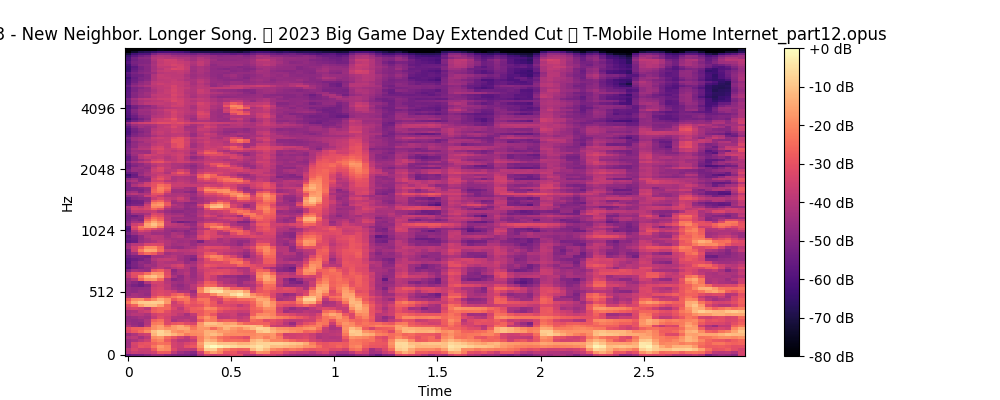 3 - New Neighbor. Longer Song. 2023 Big Game Day Extended Cut T-Mobile Home Internet_part12.opus
+0 dB
4096
-10 dB
-20 dB
2048
-30 dB
Hz
1024
-40 dB
-50 dB
512
-60 dB
-70 dB
0
-80 dB
0
0.5
1
1.5
2
2.5
Time